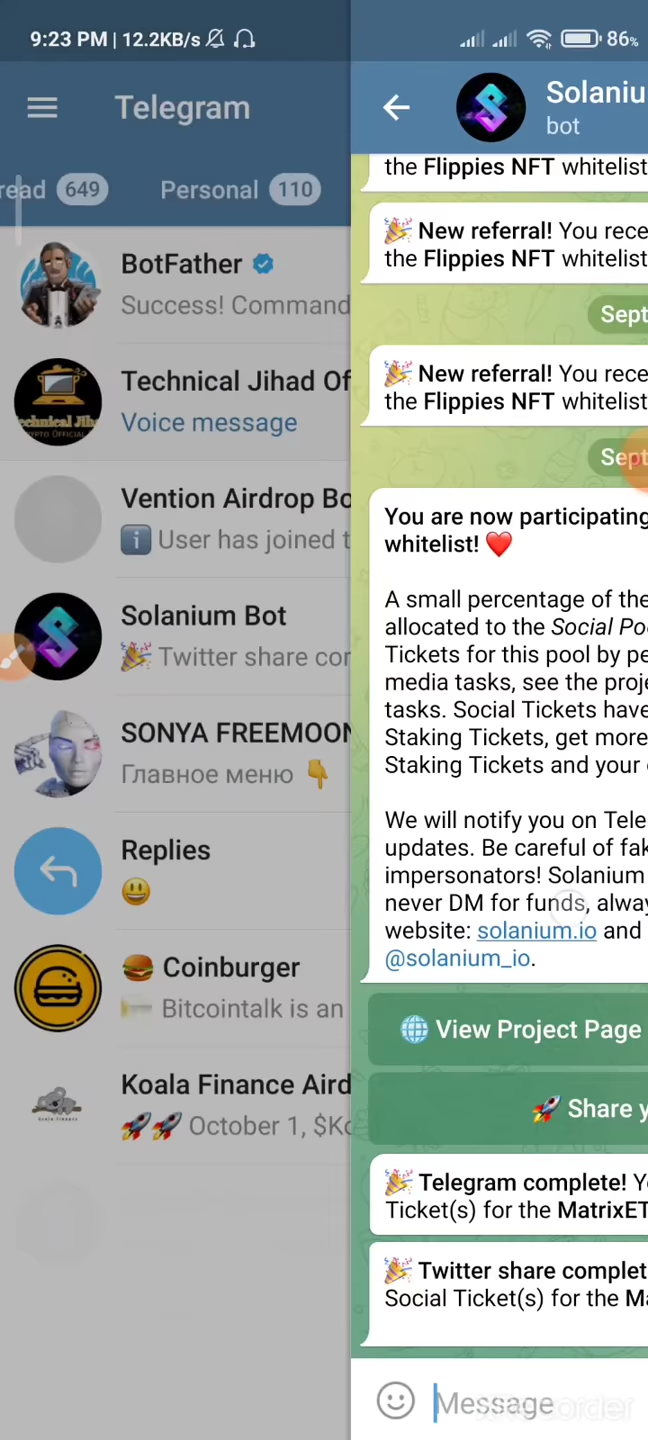 9:23 PM | 12.2KB/s
86%
Telegram
read 649 Personal 110
BotFather
Success! Command
Technical Jihad Of
Voice message
Vention Airdrop Bo
User has joined t
Solanium Bot
Twitter share cor
SONYA FREEMOON
Главное меню
Replies
Coinburger
Bitcointalk is an
Koala Finance Aird
October 1, $Ko
Solaniu
bot
the Flippies NFT whitelist
New referral! You rece
the Flippies NFT whitelist
Sept
New referral! You rece
the Flippies NFT whitelist
Sept
You are now participating
whitelist!
A small percentage of the
allocated to the Social Poo
Tickets for this pool by pe
media tasks, see the proje
tasks. Social Tickets have
Staking Tickets, get more
Staking Tickets and your
We will notify you on Tele
updates. Be careful of fak
impersonators! Solanium
never DM for funds, alway
website: solanium.io and
@solanium_io.
View Project Page
Share y
Telegram complete! Yo
Ticket(s) for the MatrixET
Twitter share complet
Social Ticket(s) for the Ma
Message